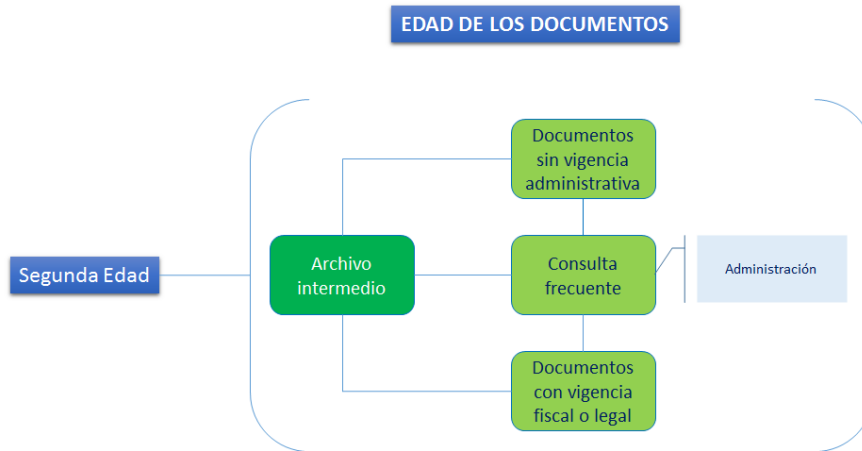 EDAD DE LOS DOCUMENTOS
Segunda Edad
Archivo
intermedio
Documentos
sin vigencia
administrativa
Consulta
frecuente
Administración
Documentos
con vigencia
fiscal o legal